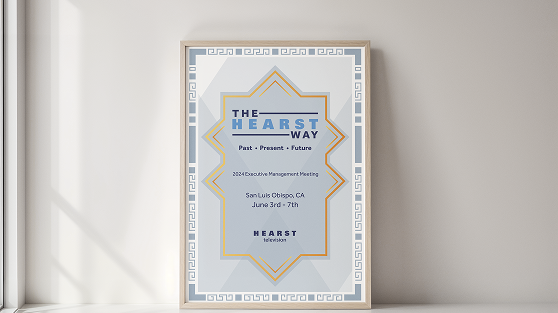 THE
HEARST
WAY
Past • Present • Future
2024 Executive Management Meeting
San Luis Obispo, CA
June 3rd - 7th
HEARST
television